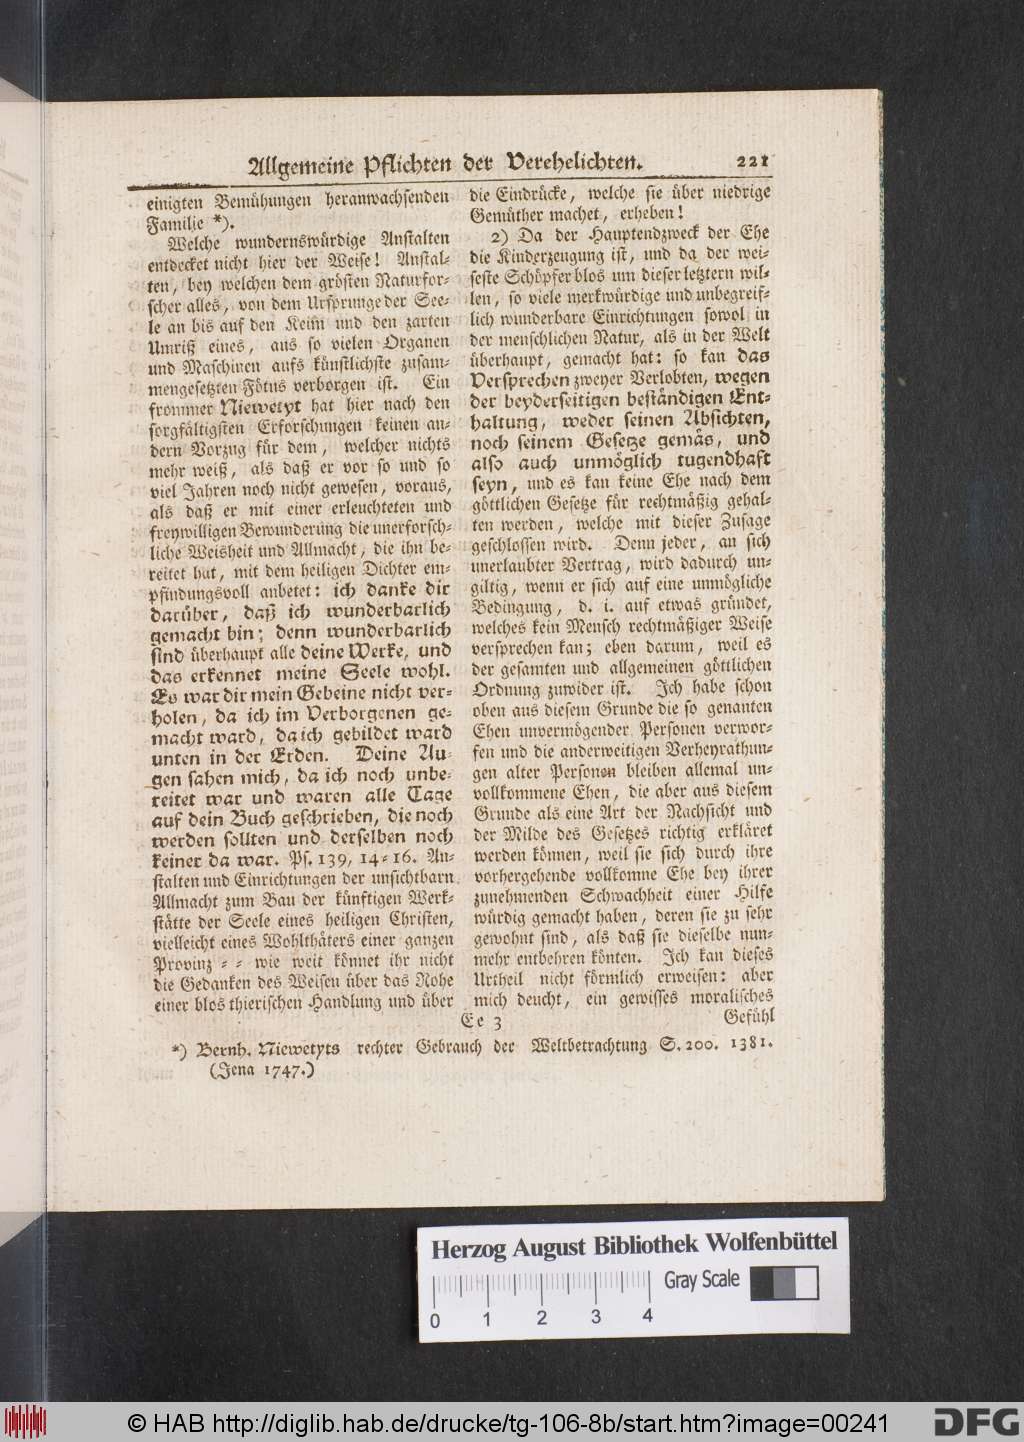 Allgemeine Pflichten der Verehelichten. 221
einigten Bemühungen heranwachsenden
Familie *).
Welche wundernswürdige Anstalten
entdecket nicht hier der Weise! Anstal-
ten, bey welchen dem grösten Naturfor-
scher alles, von dem Ursprunge der See-
le an bis auf den Keim und den zarten
Umriß eines, aus so vielen Organen
und Maschinen aufs künstlichste zusam-
mengesetzten Fötus verborgen ist. Ein
frommer Niewetyt hat hier nach den
sorgfältigsten Erforschungen keinen an-
dern Vorzug für dem, welcher nichts
mehr weiß, als daß er vor so und so
viel Jahren noch nicht gewesen, voraus,
als daß er mit einer erleuchteten und
freywilligen Bewunderung die unerforsch-
liche Weisheit und Allmacht, die ihn be-
reitet hat, mit dem heiligen Dichter em-
pfindungsvoll anbetet: ich danke dir
darüber, daß ich wunderbarlich
gemacht bin; denn wunderbarlich
sind überhaupt alle deine Werke, und
das erkennet meine Seele wohl.
Es war dir mein Gebeine nicht ver-
holen, da ich im Verborgenen ge-
macht ward, da ich gebildet ward
unten in der Erden. Deine Au-
gen sahen mich, da ich noch unbe-
reitet war und waren alle Tage
auf dein Buch geschrieben, die noch
werden sollten und derselben noch
keiner da war. Ps. 139, 14-16. An-
stalten und Einrichtungen der unsichtbarn
Allmacht zum Bau der künftigen Werk-
stätte der Seele eines heiligen Christen,
vielleicht eines Wohlthäters einer ganzen
Provinz - - wie weit könnet ihr nicht
die Gedanken des Weisen über das Rohe
einer blos thierischen Handlung und über
die Eindrücke, welche sie über niedrige
Gemüther machet, erheben!
2) Da der Hauptendzweck der Ehe
die Kinderzeugung ist, und da der wei-
seste Schöpfer blos um dieser letztern wil-
len, so viele merkwürdige und unbegreif-
lich wunderbare Einrichtungen sowol in
der menschlichen Natur, als in der Welt
überhaupt, gemacht hat: so kan das
Versprechen zweyer Verlobten, wegen
der beyderseitigen beständigen Ent-
haltung, weder seinen Absichten,
noch seinem Gesetze gemäs, und
also auch unmöglich tugendhaft
seyn, und es kan keine Ehe nach dem
göttlichen Gesetze für rechtmäßig gehal-
ten werden, welche mit dieser Zusage
geschlossen wird. Denn jeder, an sich
unerlaubter Vertrag, wird dadurch un-
giltig, wenn er sich auf eine unmögliche
Bedingung, d. i. auf etwas gründet,
welches kein Mensch rechtmäßiger Weise
versprechen kan; eben darum, weil es
der gesamten und allgemeinen göttlichen
Ordnung zuwider ist. Ich habe schon
oben aus diesem Grunde die so genanten
Ehen unvermögender Personen verwor-
fen und die anderweitigen Verheyrathun-
gen alter Personen bleiben allemal un-
vollkommene Ehen, die aber aus diesem
Grunde als eine Art der Nachsicht und
der Milde des Gesetzes richtig erkläret
werden können, weil sie sich durch ihre
vorhergehende vollkomne Ehe bey ihrer
zunehmenden Schwachheit einer Hilfe
würdig gemacht haben, deren sie zu sehr
gewohnt sind, als daß sie dieselbe nun-
mehr entbehren könten. Ich kan dieses
Urtheil nicht förmlich erweisen: aber
mich deucht, ein gewisses moralisches
Ee 3 Gefühl
*) Bernh. Niewetyts rechter Gebrauch der Weltbetrachtung S. 200. 1381.
(Jena 1747.)
Herzog August Bibliothek Wolfenbüttel
Gray Scale
0 1 2 3 4
© HAB http://diglib.hab.de/drucke/tg-106-8b/start.htm?image=00241
DFG